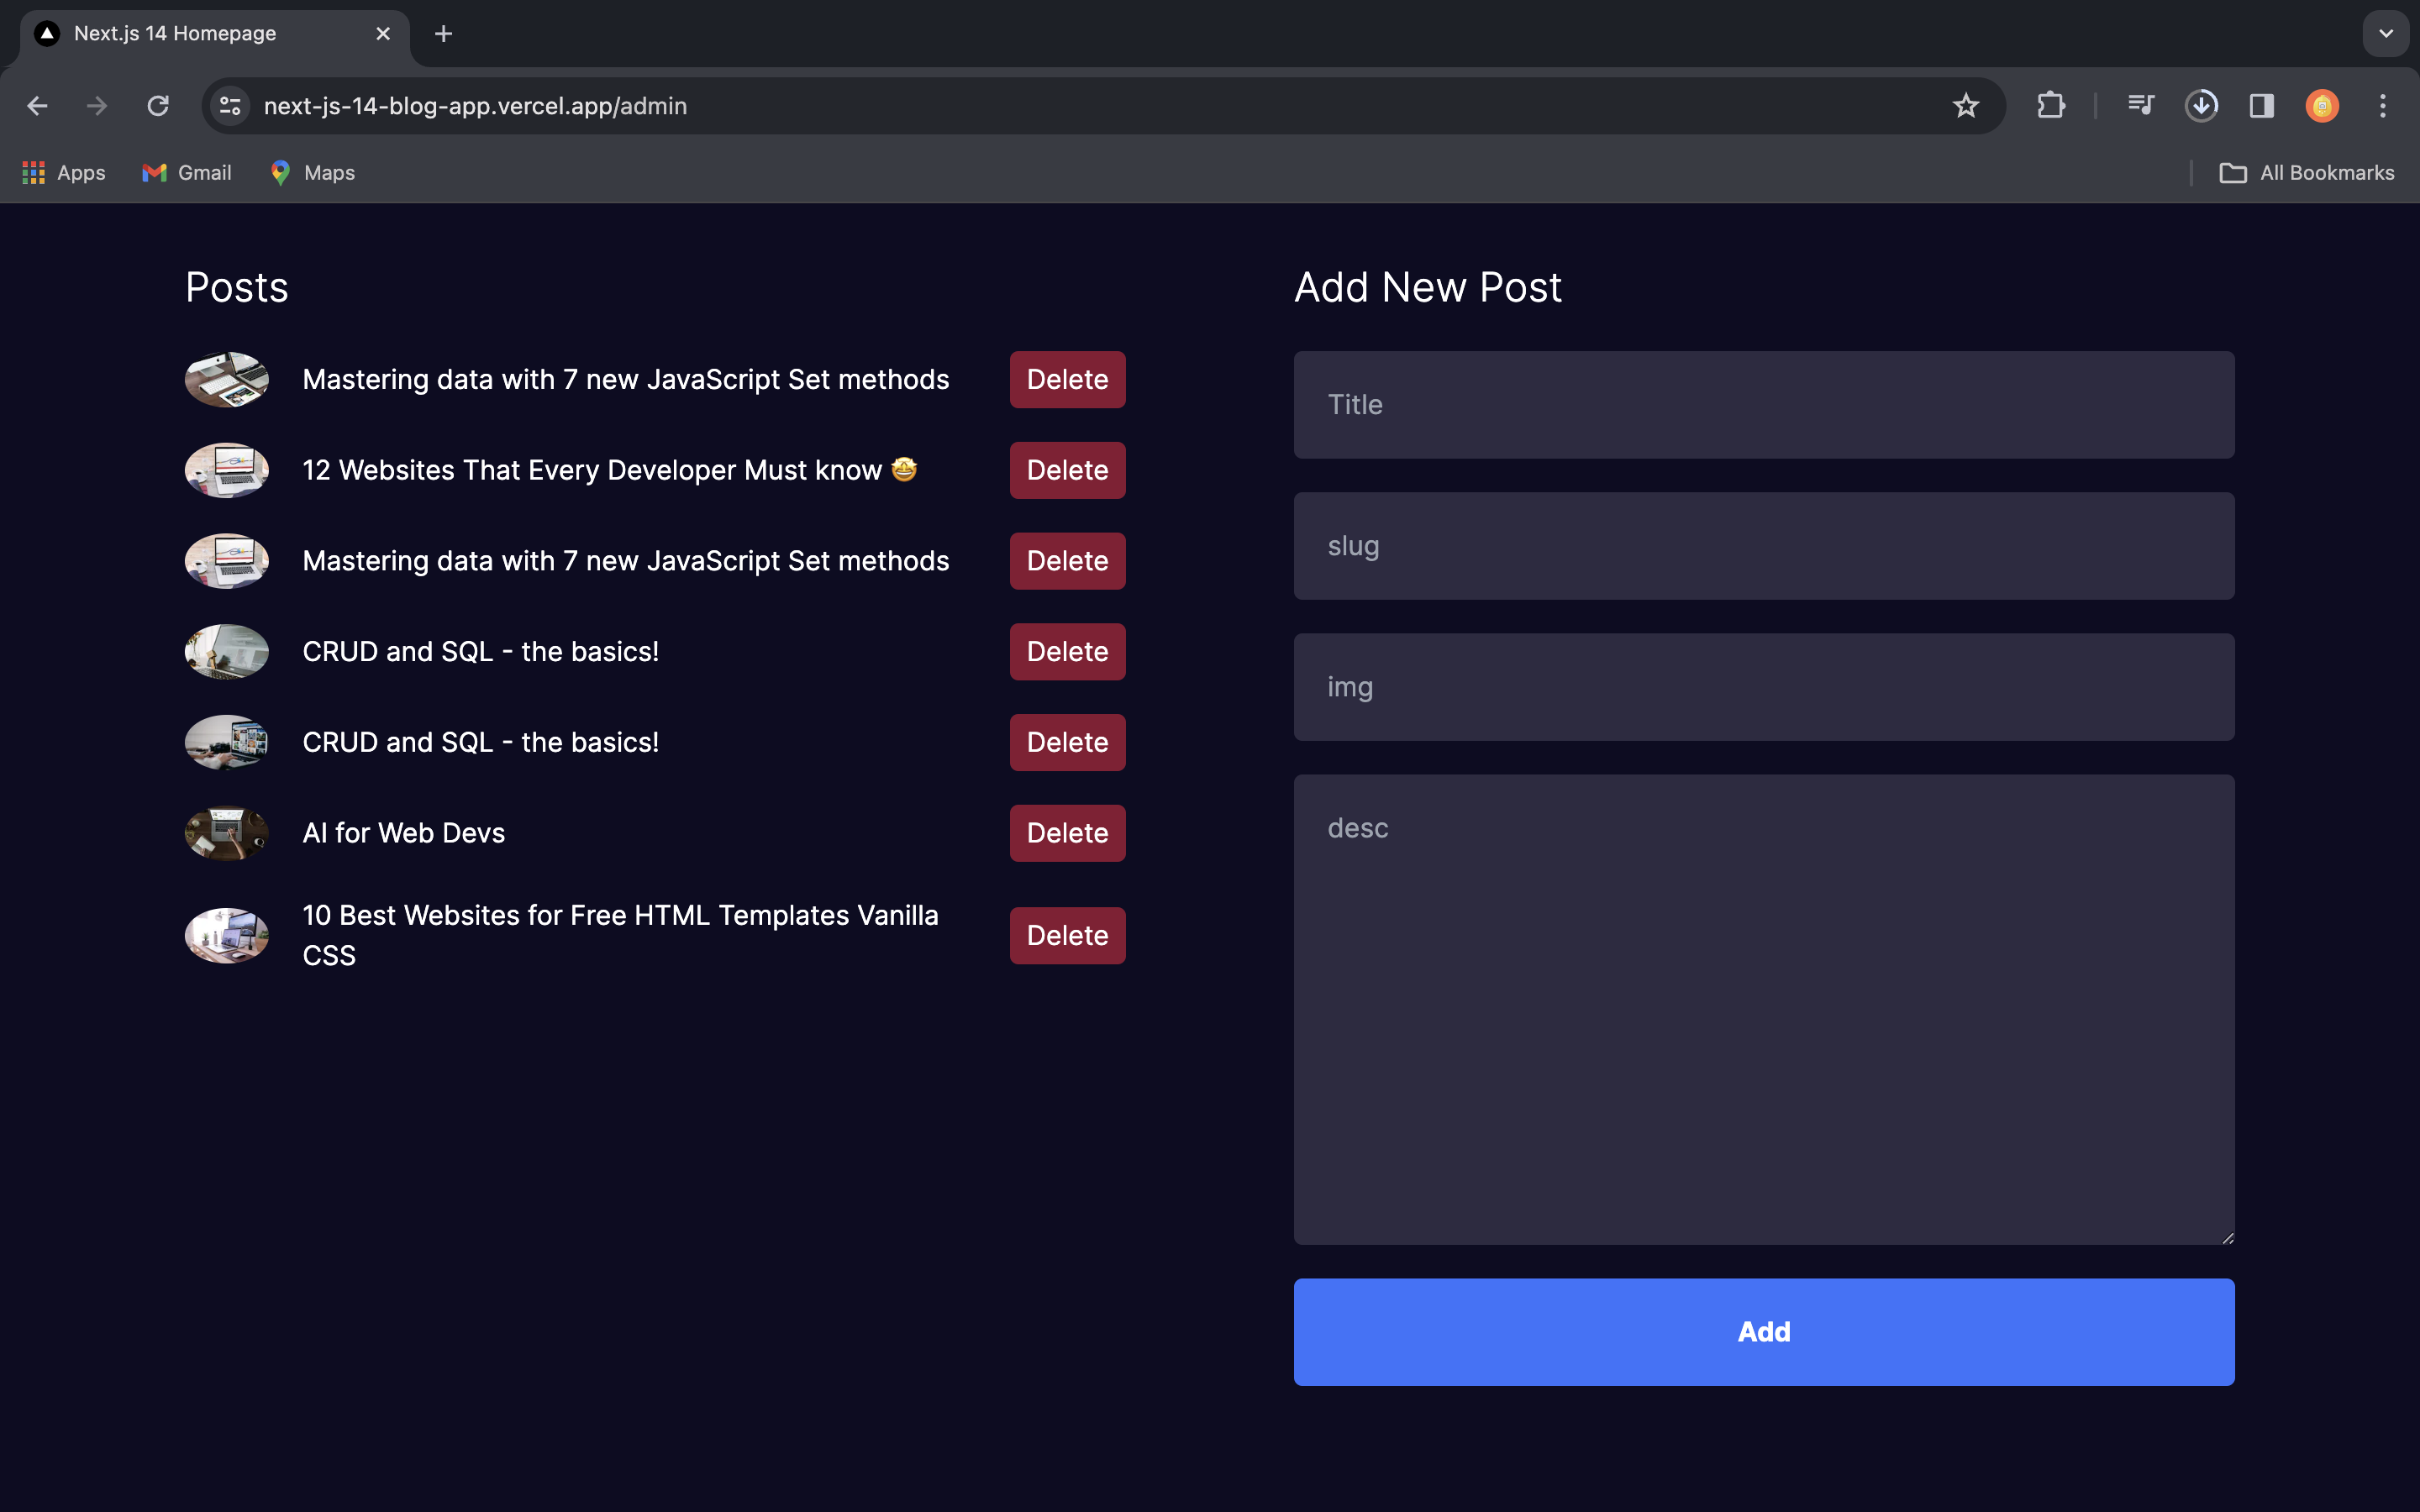 Next.js 14 Homepage
next-js-14-blog-app.vercel.app/admin
Apps Gmail Maps All Bookmarks
Posts
Mastering data with 7 new JavaScript Set methods Delete
12 Websites That Every Developer Must know 🤩 Delete
Mastering data with 7 new JavaScript Set methods Delete
CRUD and SQL - the basics! Delete
CRUD and SQL - the basics! Delete
AI for Web Devs Delete
10 Best Websites for Free HTML Templates Vanilla
CSS
Delete
Add New Post
Title
slug
img
desc
Add